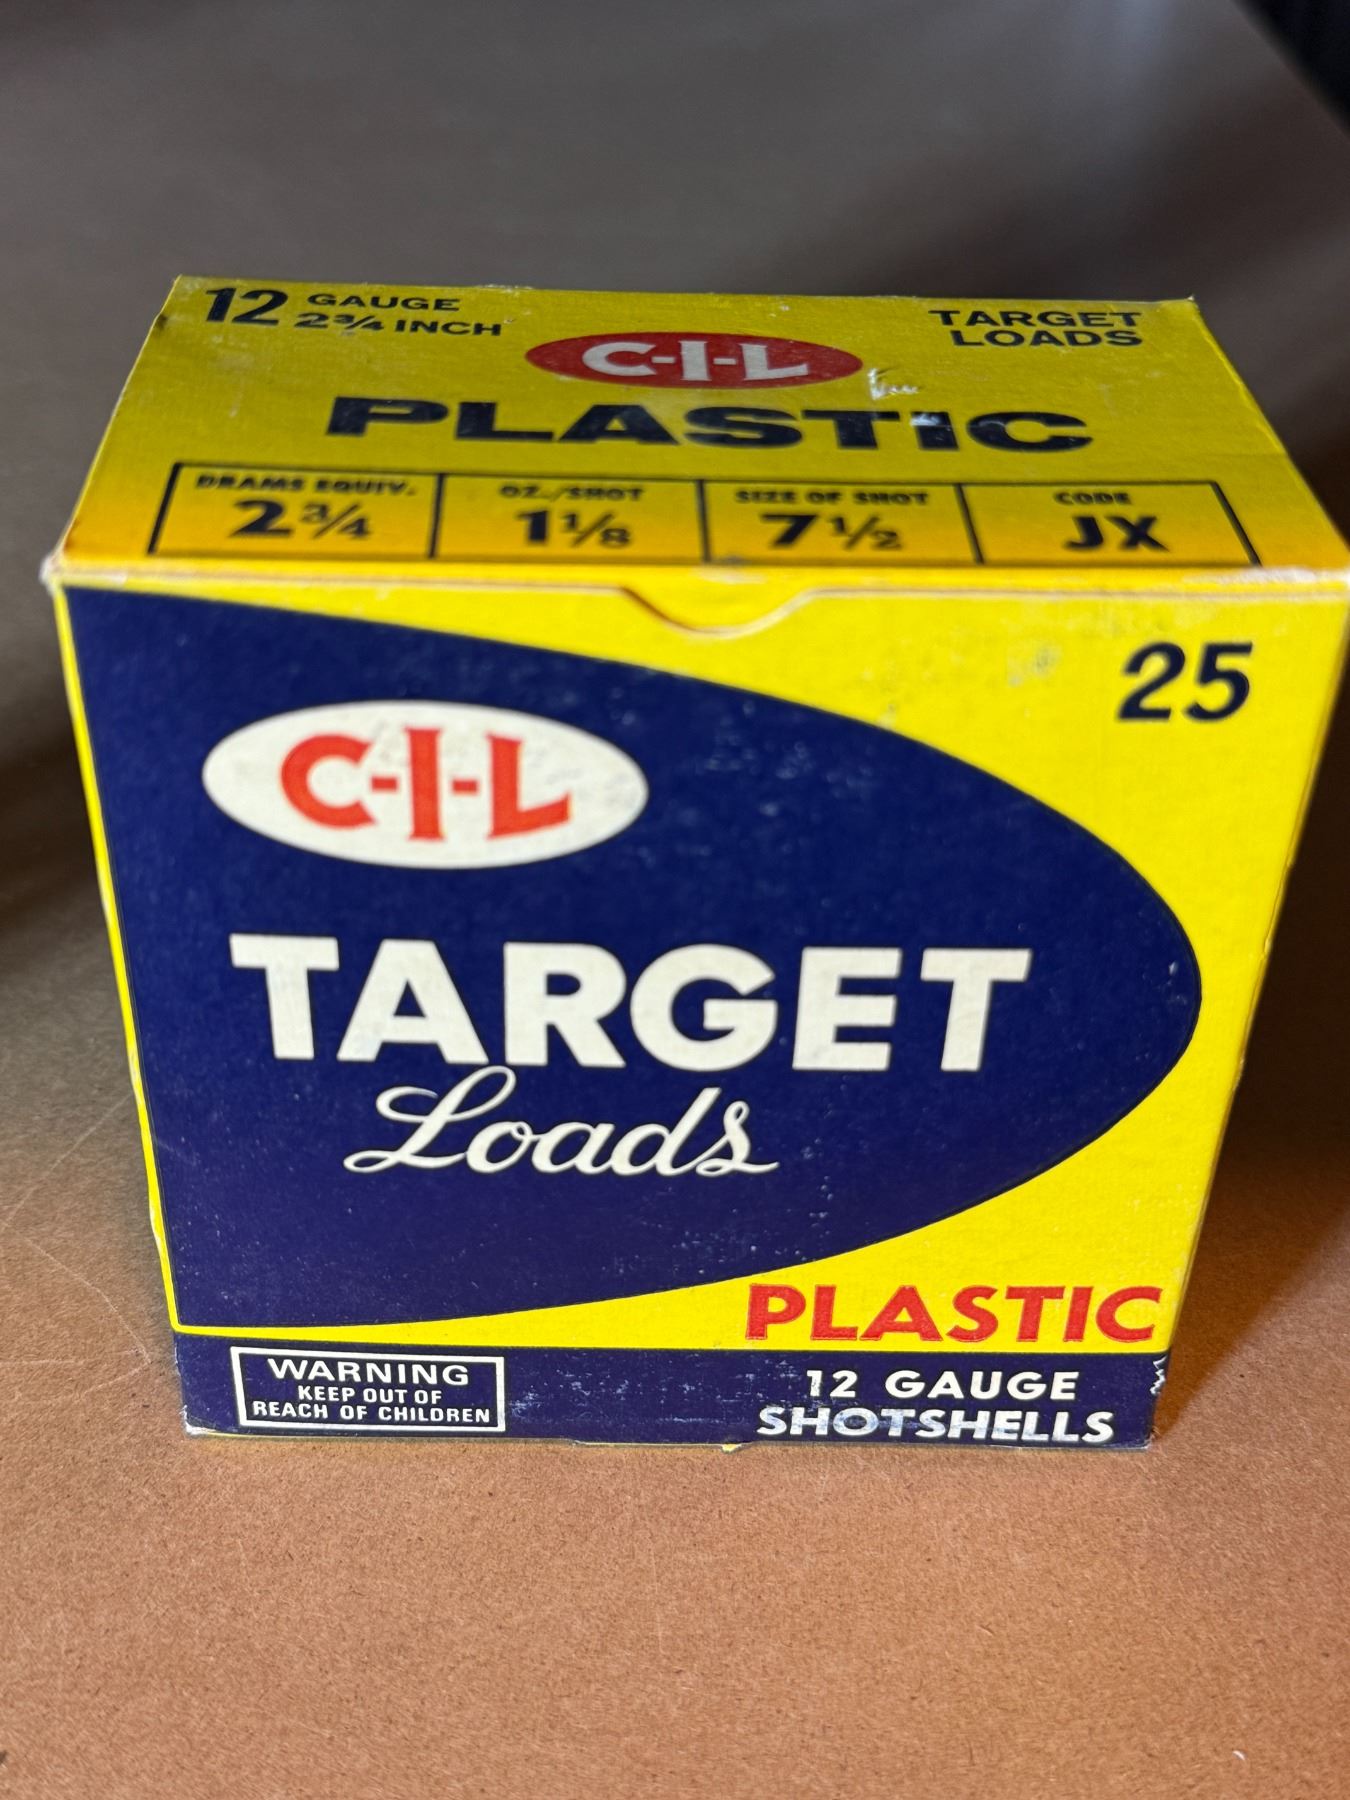 12 GAUGE
2¾ INCH
C-I-L
TARGET
LOADS
PLASTIC
DRAMS EQUIV. OZ./SHOT SIZE OF SHOT CODE
2¾ 1⅛ 7½ JX
25
C-I-L
TARGET
Loads
PLASTIC
WARNING
KEEP OUT OF
REACH OF CHILDREN
12 GAUGE
SHOTSHELLS